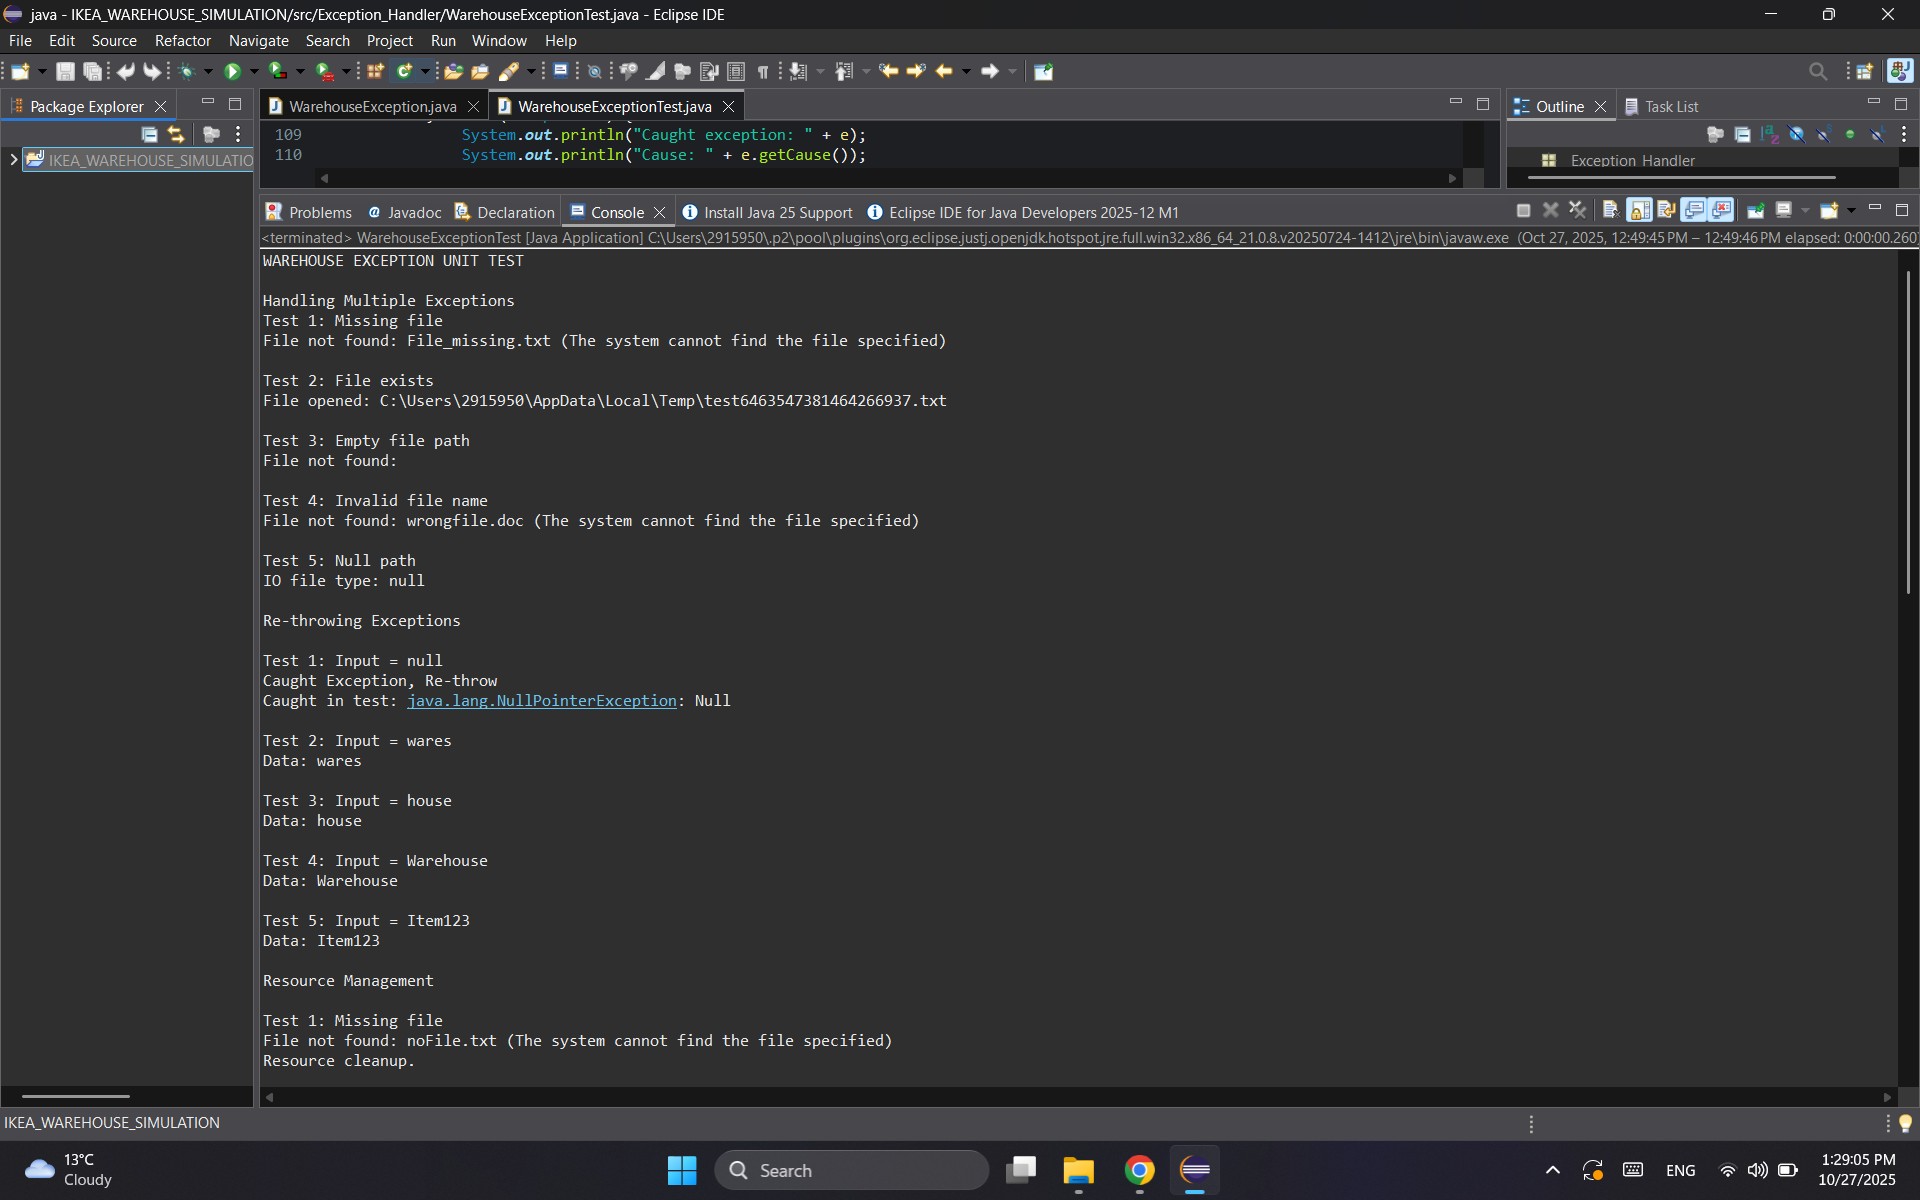 java - IKEA_WAREHOUSE_SIMULATION/src/Exception_Handler/WarehouseExceptionTest.java - Eclipse IDE
File Edit Source Refactor Navigate Search Project Run Window Help
Package Explorer
WarehouseException.java
WarehouseExceptionTest.java
Outline
Task List
109 System.out.println("Caught exception: " + e);
110 System.out.println("Cause: " + e.getCause());
IKEA_WAREHOUSE_SIMULATIO
Exception Handler
Problems Javadoc Declaration Console Install Java 25 Support Eclipse IDE for Java Developers 2025-12 M1
<terminated> WarehouseExceptionTest [Java Application] C:\Users\2915950\.p2\pool\plugins\org.eclipse.justj.openjdk.hotspot.jre.full.win32.x86_64_21.0.8.v20250724-1412\jre\bin\javaw.exe (Oct 27, 2025, 12:49:45 PM – 12:49:46 PM elapsed: 0:00:00.260
WAREHOUSE EXCEPTION UNIT TEST
Handling Multiple Exceptions
Test 1: Missing file
File not found: File_missing.txt (The system cannot find the file specified)
Test 2: File exists
File opened: C:\Users\2915950\AppData\Local\Temp\test6463547381464266937.txt
Test 3: Empty file path
File not found:
Test 4: Invalid file name
File not found: wrongfile.doc (The system cannot find the file specified)
Test 5: Null path
IO file type: null
Re-throwing Exceptions
Test 1: Input = null
Caught Exception, Re-throw
Caught in test: java.lang.NullPointerException: Null
Test 2: Input = wares
Data: wares
Test 3: Input = house
Data: house
Test 4: Input = Warehouse
Data: Warehouse
Test 5: Input = Item123
Data: Item123
Resource Management
Test 1: Missing file
File not found: noFile.txt (The system cannot find the file specified)
Resource cleanup.
IKEA_WAREHOUSE_SIMULATION
13°C
Cloudy
Search
ENG
1:29:05 PM
10/27/2025